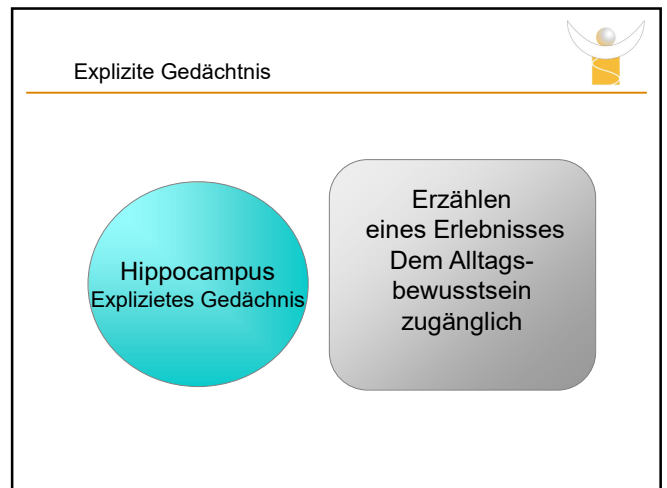 Explizite Gedächtnis
Hippocampus
Explizietes Gedächnis
Erzählen
eines Erlebnisses
Dem Alltags-
bewusstsein
zugänglich